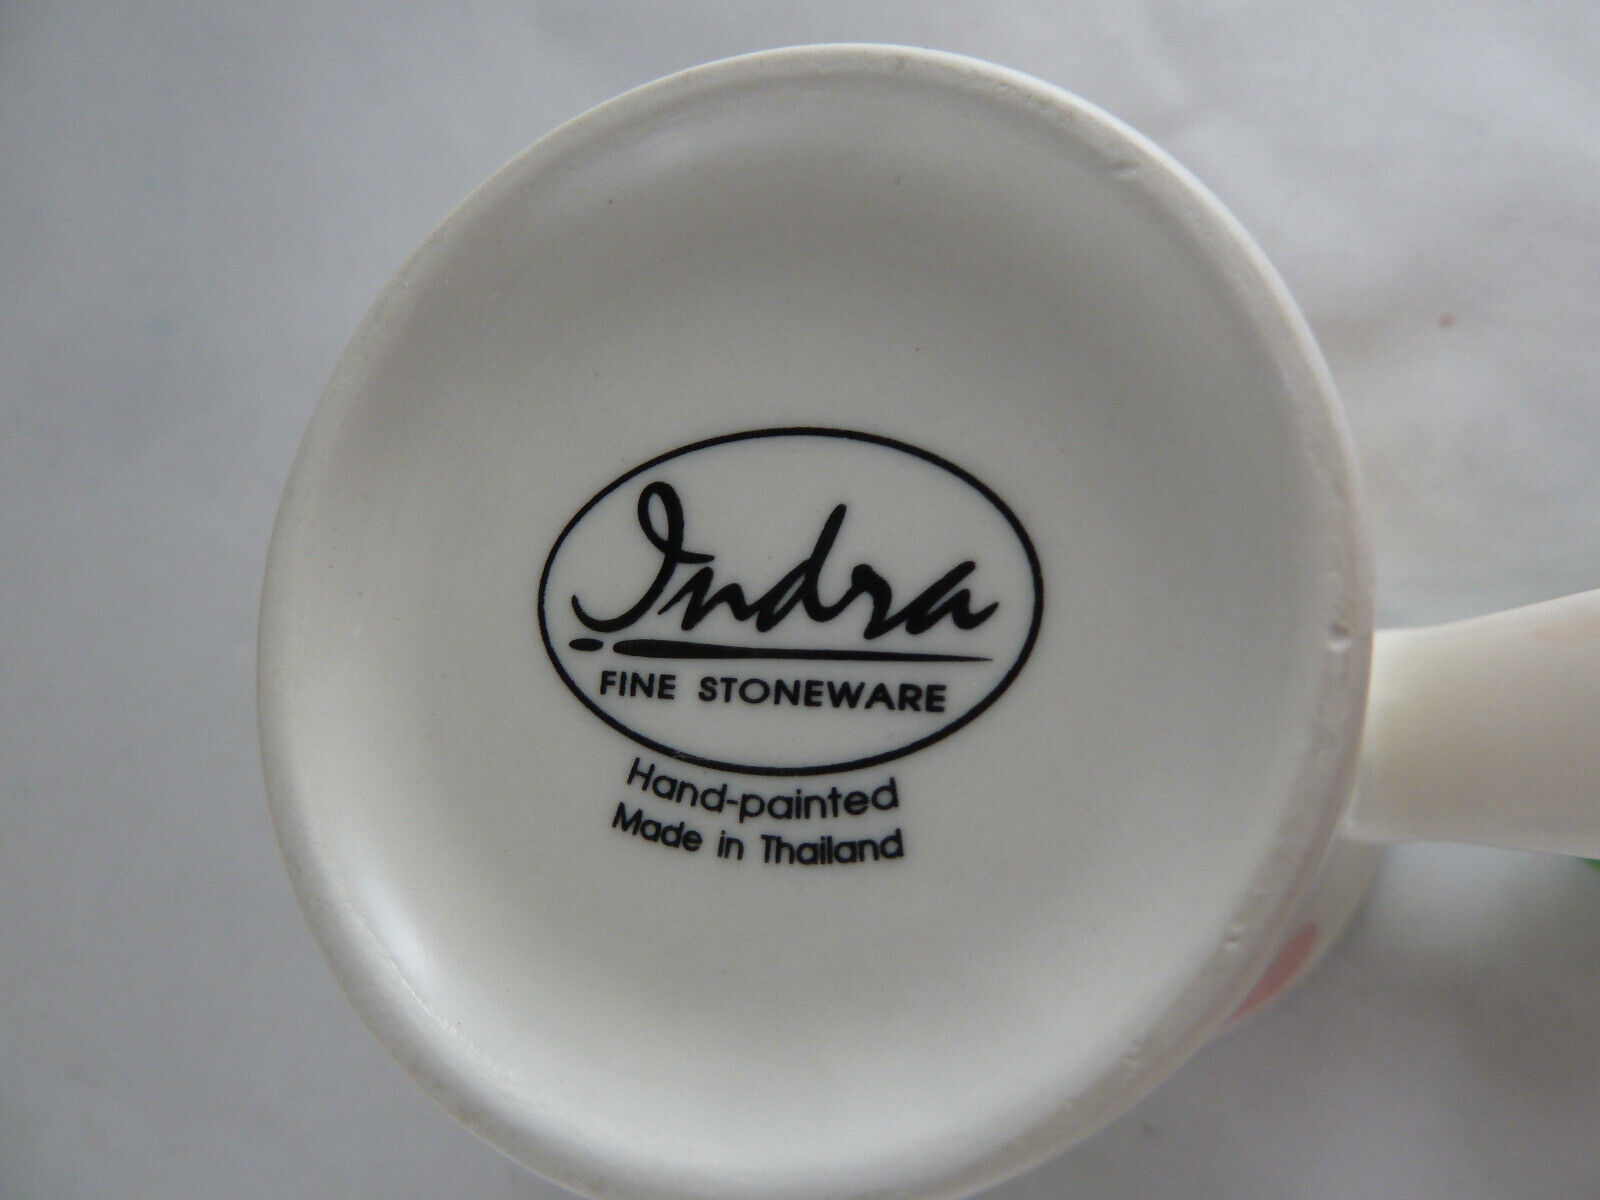 Indra
FINE STONEWARE
Hand-painted
Made in Thailand